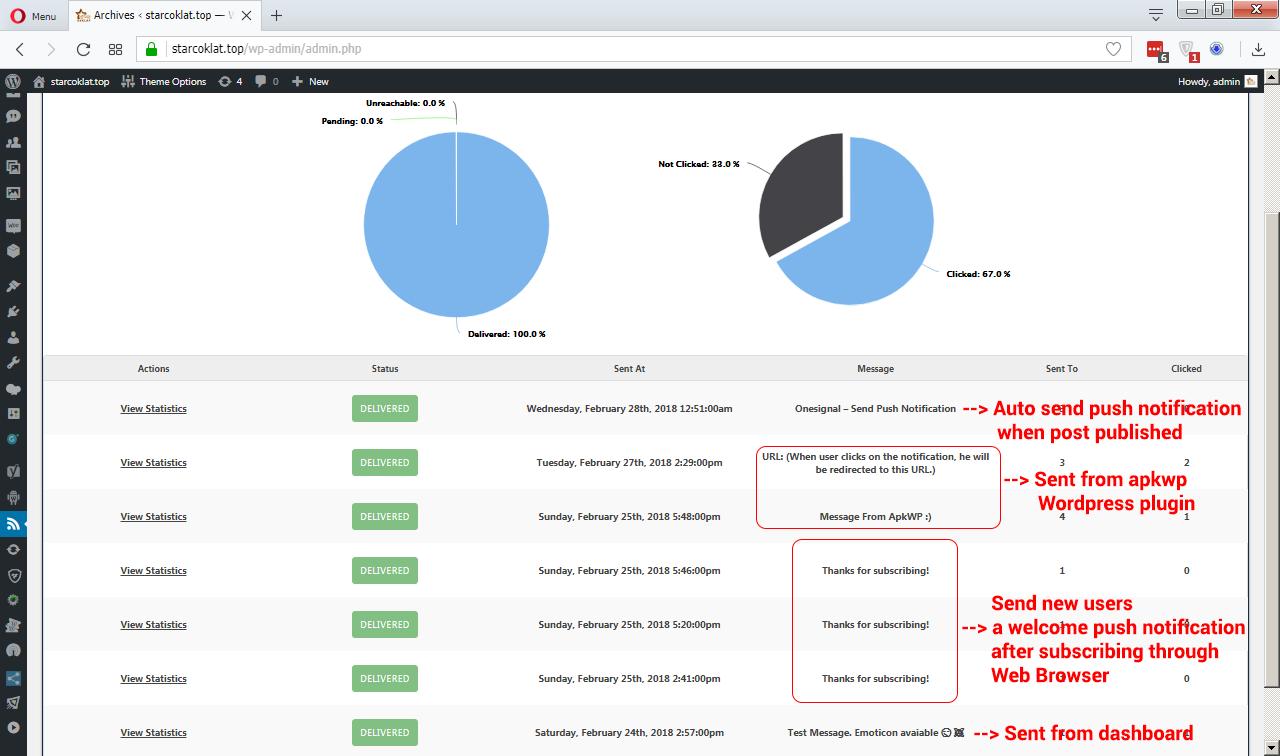 Menu
Archives ‹ starcoklat.top — W
starcoklat.top/wp-admin/admin.php
6
1
starcoklat.top
Theme Options
4
0
New
Howdy, admin
Unreachable: 0.0 %
Pending: 0.0 %
Delivered: 100.0 %
Not Clicked: 33.0 %
Clicked: 67.0 %
Actions Status Sent At Message Sent To Clicked
View Statistics DELIVERED Wednesday, February 28th, 2018 12:51:00am Onesignal – Send Push Notification
--> Auto send push notification
when post published
View Statistics DELIVERED Tuesday, February 27th, 2018 2:29:00pm URL: (When user clicks on the notification, he will
be redirected to this URL.) 3 2
--> Sent from apkwp
Wordpress plugin
View Statistics DELIVERED Sunday, February 25th, 2018 5:48:00pm Message From ApkWP :) 4 1
View Statistics DELIVERED Sunday, February 25th, 2018 5:46:00pm Thanks for subscribing! 1 0
View Statistics DELIVERED Sunday, February 25th, 2018 5:20:00pm Thanks for subscribing!
Send new users
--> a welcome push notification
after subscribing through
Web Browser
View Statistics DELIVERED Sunday, February 25th, 2018 2:41:00pm Thanks for subscribing! 0
View Statistics DELIVERED Saturday, February 24th, 2018 2:57:00pm Test Message. Emoticon avaiable
--> Sent from dashboard